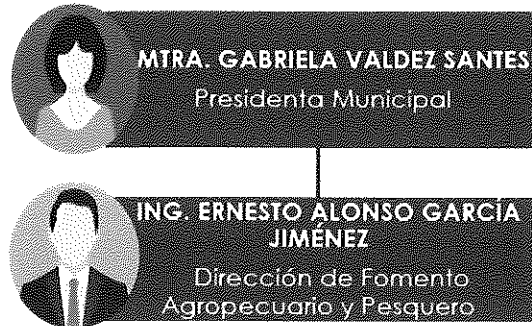 MTRA. GABRIELA VALDEZ SANTES
Presidenta Municipal
ING. ERNESTO ALONSO GARCÍA
JIMÉNEZ
Dirección de Fomento
Agropecuario y Pesquero